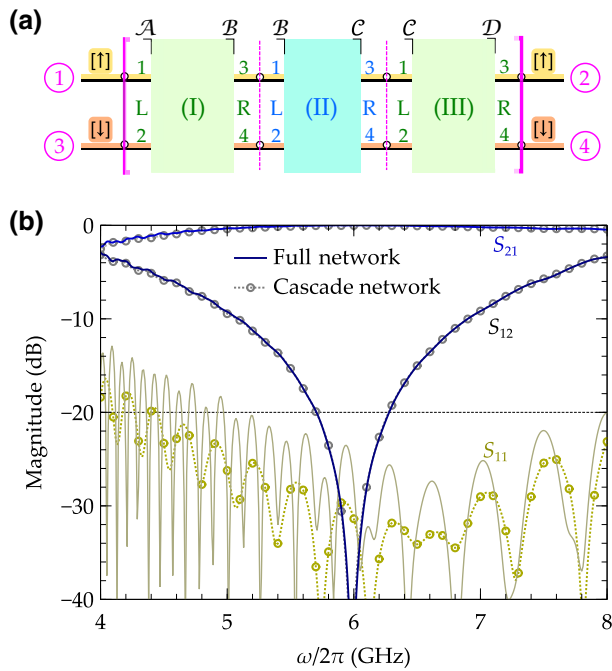 (a)
𝒜 ℬ ℬ 𝒞 𝒞 𝒟
[↑] [↑]
① 1 3 1 3 1 3 ②
L (I) R L (II) R L (III) R
③ 2 4 2 4 2 4 ④
[↓] [↓]
(b)
0
S₂₁
Full network
Cascade network
−10
S₁₂
Magnitude (dB)
−20
S₁₁
−30
−40
4 5 6 7 8
ω/2π (GHz)